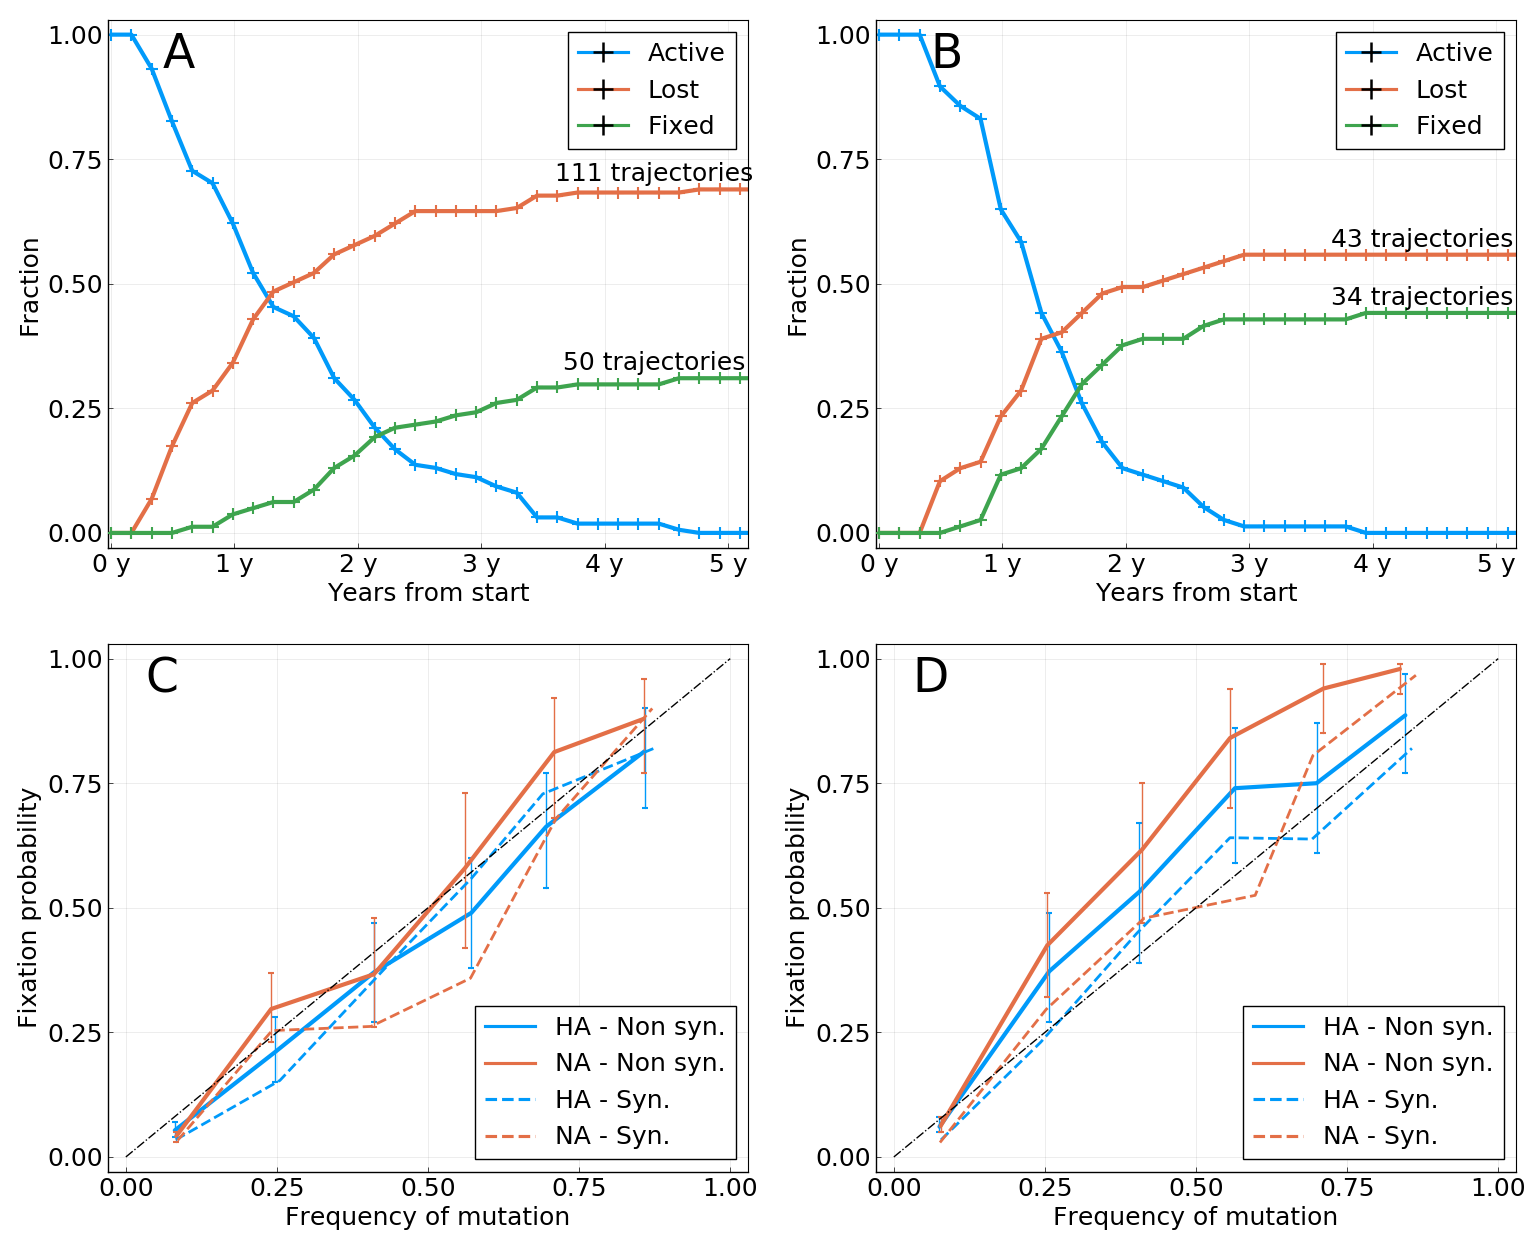 A
Active
Lost
Fixed
111 trajectories
50 trajectories
1.00
0.75
0.50
0.25
0.00
Fraction
0 y
1 y
2 y
3 y
4 y
5 y
Years from start
B
Active
Lost
Fixed
43 trajectories
34 trajectories
1.00
0.75
0.50
0.25
0.00
Fraction
0 y
1 y
2 y
3 y
4 y
5 y
Years from start
C
1.00
0.75
0.50
0.25
0.00
Fixation probability
HA - Non syn.
NA - Non syn.
HA - Syn.
NA - Syn.
0.00
0.25
0.50
0.75
1.00
Frequency of mutation
D
1.00
0.75
0.50
0.25
0.00
Fixation probability
HA - Non syn.
NA - Non syn.
HA - Syn.
NA - Syn.
0.00
0.25
0.50
0.75
1.00
Frequency of mutation